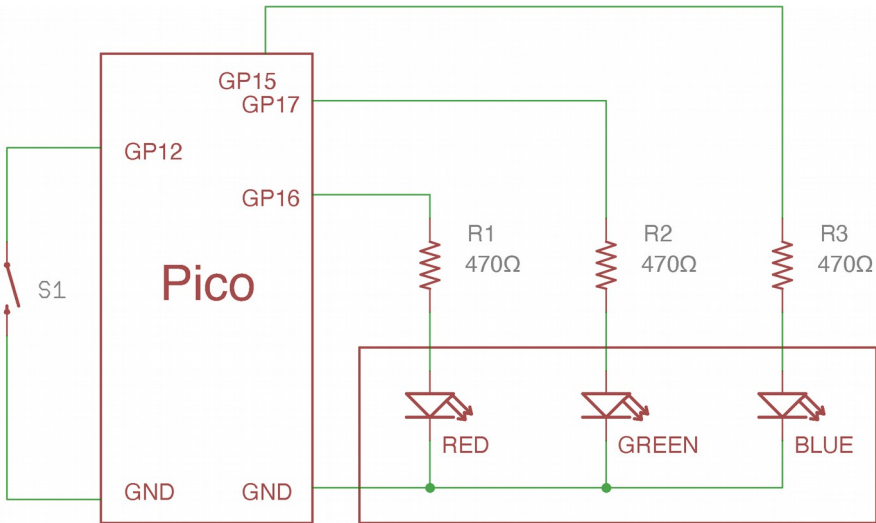 GP15
GP17
GP12
GP16
Pico
S1
R1
470Ω
R2
470Ω
R3
470Ω
RED
GREEN
BLUE
GND
GND